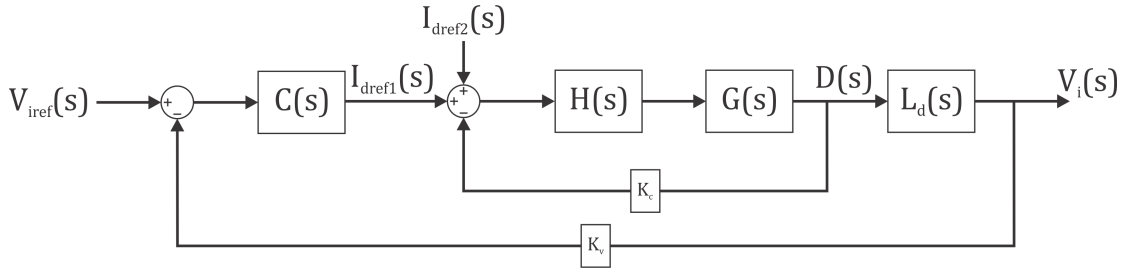 I_dref2(s)
V_iref(s)
+
−
C(s)
I_dref1(s)
+
+
−
H(s)
G(s)
D(s)
L_d(s)
V_i(s)
K_c
K_v